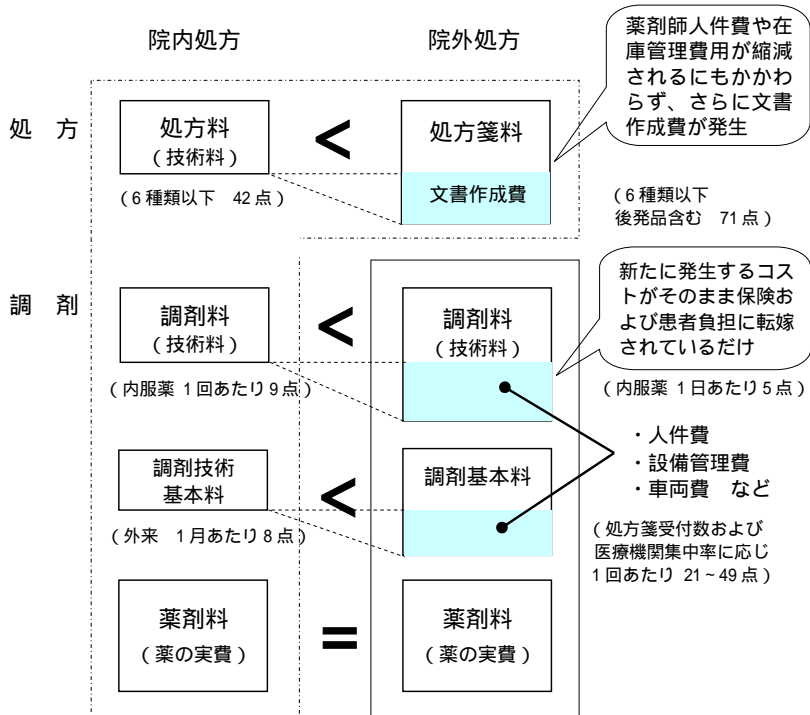 院内処方
院外処方
薬剤師人件費や在
庫管理費用が縮減
されるにもかかわ
らず、さらに文書
作成費が発生
処 方
処方料
(技術料)
<
処方箋料
文書作成費
(6種類以下 42点)
(6種類以下
後発品含む 71点)
調 剤
調剤料
(技術料)
<
調剤料
(技術料)
新たに発生するコス
トがそのまま保険お
よび患者負担に転嫁
されているだけ
(内服薬 1回あたり9点)
(内服薬 1日あたり5点)
・人件費
・設備管理費
・車両費 など
調剤技術
基本料
<
調剤基本料
(外来 1月あたり8点)
(処方箋受付数および
医療機関集中率に応じ
1回あたり 21~49点)
薬剤料
(薬の実費)
=
薬剤料
(薬の実費)